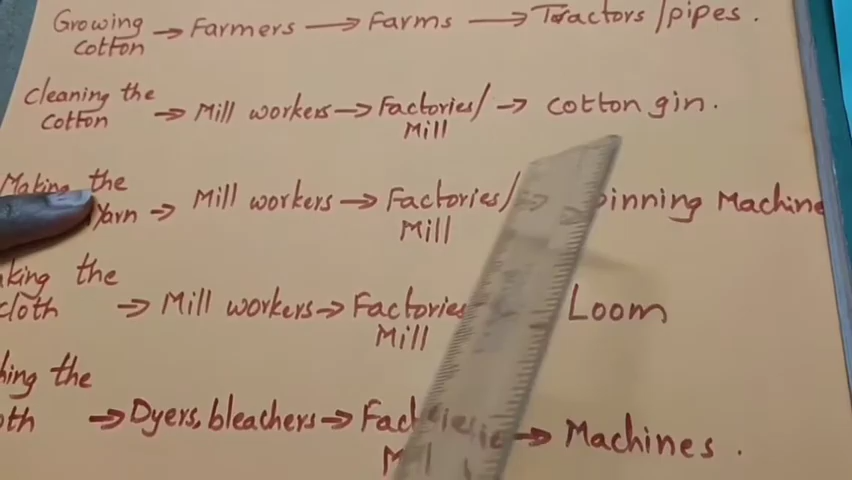 Growing cotton → Farmers → Farms → Tractors/pipes.
cleaning the cotton → Mill workers → Factories/Mill → cotton gin.
Making the Yarn → Mill workers → Factories/Mill → Machine
the cloth → Mill workers → Factories Mill Loom
the → Dyers, bleachers → → Machines.